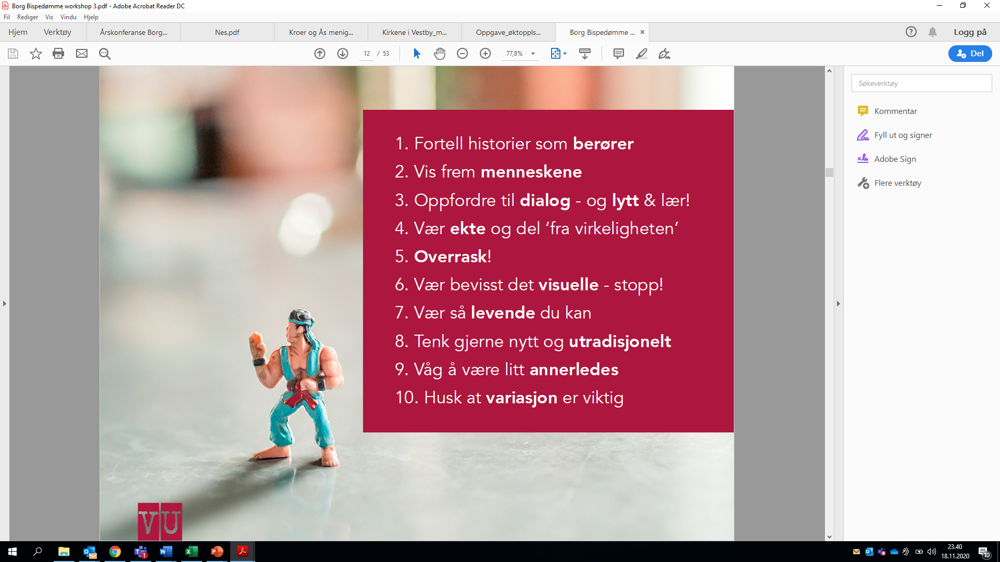 Borg Bispedømme workshop 3.pdf - Adobe Acrobat Reader DC
Fil Rediger Vis Vindu Hjelp
Hjem Verktøy Årskonferanse Borg... Nes.pdf Kroer og Ås menig... Kirkene i Vestby_m... Oppgave_øktoppls... Borg Bispedømme ... Logg på
12 / 53 77,8% Del
Søkeverktøy
Kommentar
Fyll ut og signer
Adobe Sign
Flere verktøy
1. Fortell historier som berører
2. Vis frem menneskene
3. Oppfordre til dialog - og lytt & lær!
4. Vær ekte og del ‘fra virkeligheten’
5. Overrask!
6. Vær bevisst det visuelle - stopp!
7. Vær så levende du kan
8. Tenk gjerne nytt og utradisjonelt
9. Våg å være litt annerledes
10. Husk at variasjon er viktig
VU
23.40
18.11.2020
10